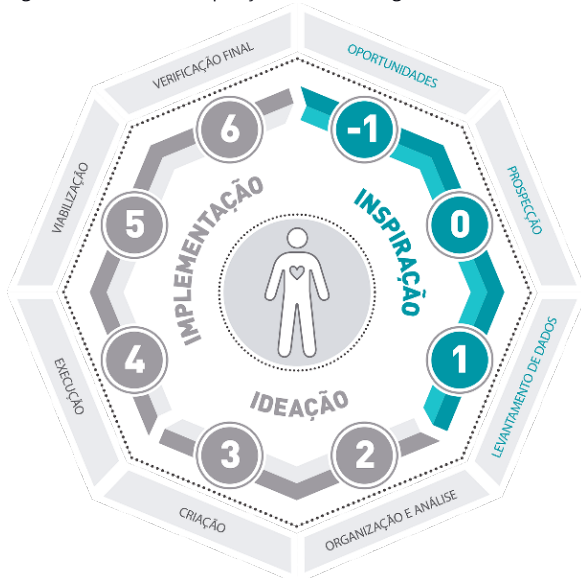 OPORTUNIDADES
PROSPECÇÃO
LEVANTAMENTO DE DADOS
ORGANIZAÇÃO E ANÁLISE
CRIAÇÃO
EXECUÇÃO
VIABILIZAÇÃO
VERIFICAÇÃO FINAL
-1
0
1
2
3
4
5
6
INSPIRAÇÃO
IDEAÇÃO
IMPLEMENTAÇÃO